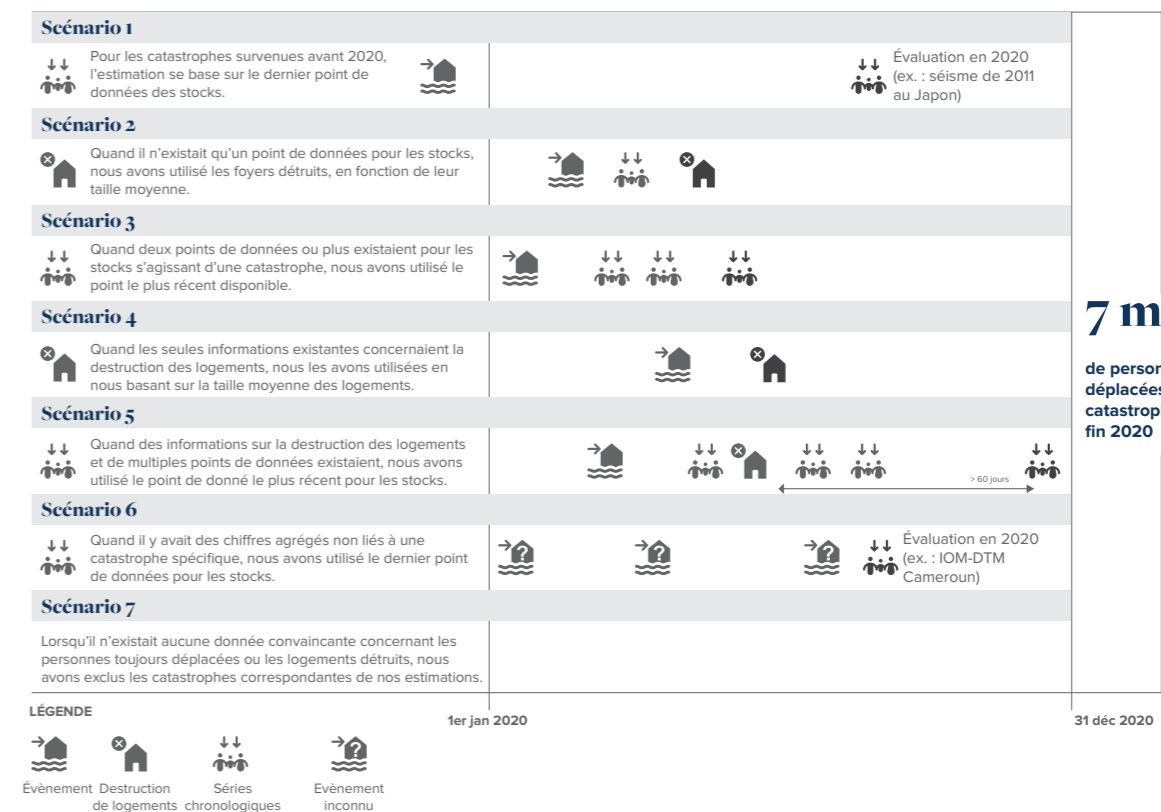 Scénario 1
Pour les catastrophes survenues avant 2020,
l'estimation se base sur le dernier point de
données des stocks.
Évaluation en 2020
(ex. : séisme de 2011
au Japon)
Scénario 2
Quand il n'existait qu'un point de données pour les stocks,
nous avons utilisé les foyers détruits, en fonction de leur
taille moyenne.
Scénario 3
Quand deux points de données ou plus existaient pour les
stocks s'agissant d'une catastrophe, nous avons utilisé le
point le plus récent disponible.
Scénario 4
Quand les seules informations existantes concernaient la
destruction des logements, nous les avons utilisées en
nous basant sur la taille moyenne des logements.
Scénario 5
Quand des informations sur la destruction des logements
et de multiples points de données existaient, nous avons
utilisé le point de donné le plus récent pour les stocks.
> 60 jours
Scénario 6
Quand il y avait des chiffres agrégés non liés à une
catastrophe spécifique, nous avons utilisé le dernier point
de données pour les stocks.
Évaluation en 2020
(ex. : IOM-DTM
Cameroun)
Scénario 7
Lorsqu'il n'existait aucune donnée convaincante concernant les
personnes toujours déplacées ou les logements détruits, nous
avons exclus les catastrophes correspondantes de nos estimations.
7 m
de person
déplacées
catastrop
fin 2020
1er jan 2020
31 déc 2020
LÉGENDE
Évènement
Destruction
de logements
Séries
chronologiques
Evènement
inconnu